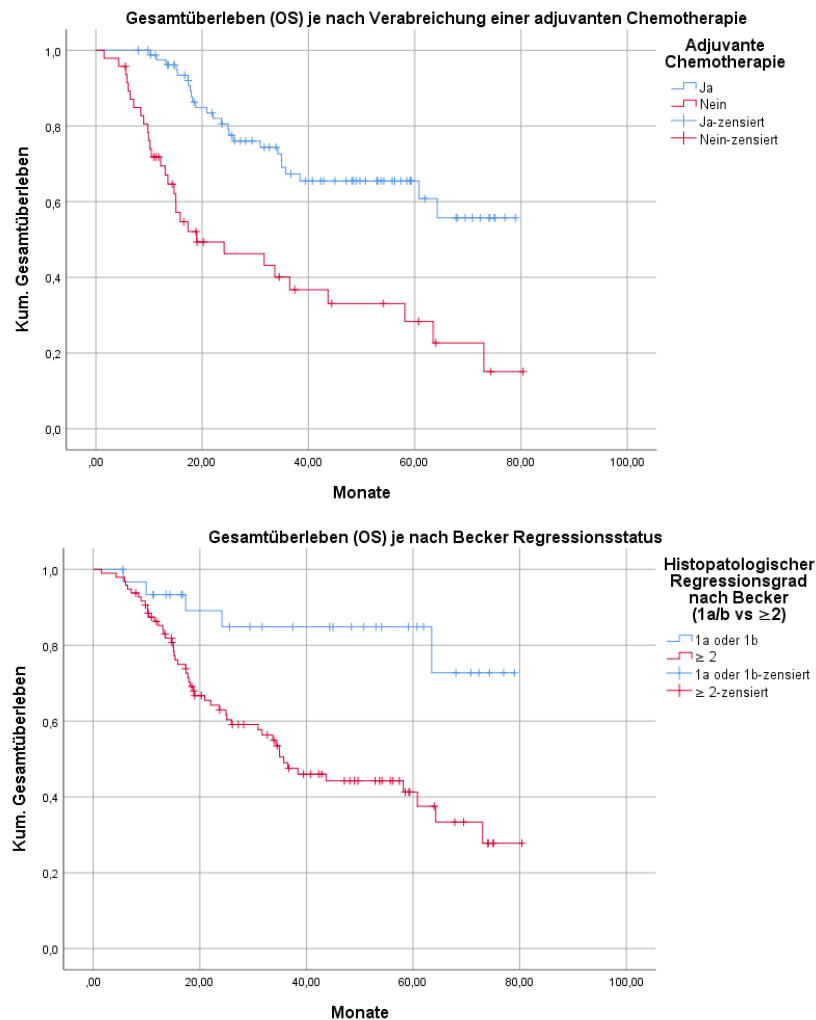 Gesamtüberleben (OS) je nach Verabreichung einer adjuvanten Chemotherapie
Kum. Gesamtüberleben
1,0
0,8
0,6
0,4
0,2
0,0
,00
20,00
40,00
60,00
80,00
100,00
Monate
Adjuvante
Chemotherapie
Ja
Nein
Ja-zensiert
Nein-zensiert
Gesamtüberleben (OS) je nach Becker Regressionsstatus
Kum. Gesamtüberleben
1,0
0,8
0,6
0,4
0,2
0,0
,00
20,00
40,00
60,00
80,00
100,00
Monate
Histopatologischer
Regressionsgrad
nach Becker
(1a/b vs ≥2)
1a oder 1b
≥ 2
1a oder 1b-zensiert
≥ 2-zensiert